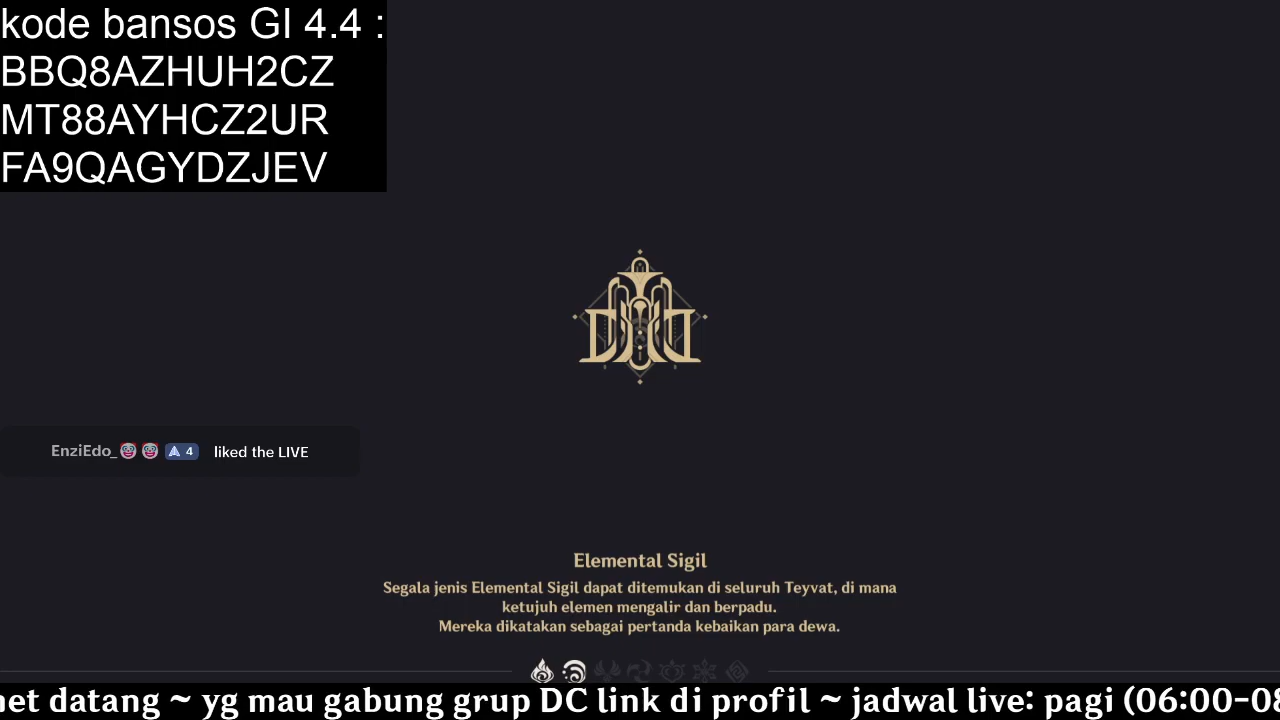 kode bansos GI 4.4 :
BBQ8AZHUH2CZ
MT88AYHCZ2UR
FA9QAGYDZJEV
EnziEdo_ 4 liked the LIVE
Elemental Sigil
Segala jenis Elemental Sigil dapat ditemukan di seluruh Teyvat, di mana
ketujuh elemen mengalir dan berpadu.
Mereka dikatakan sebagai pertanda kebaikan para dewa.
datang ~ yg mau gabung grup DC link di profil ~ jadwal live: pagi (06:00-